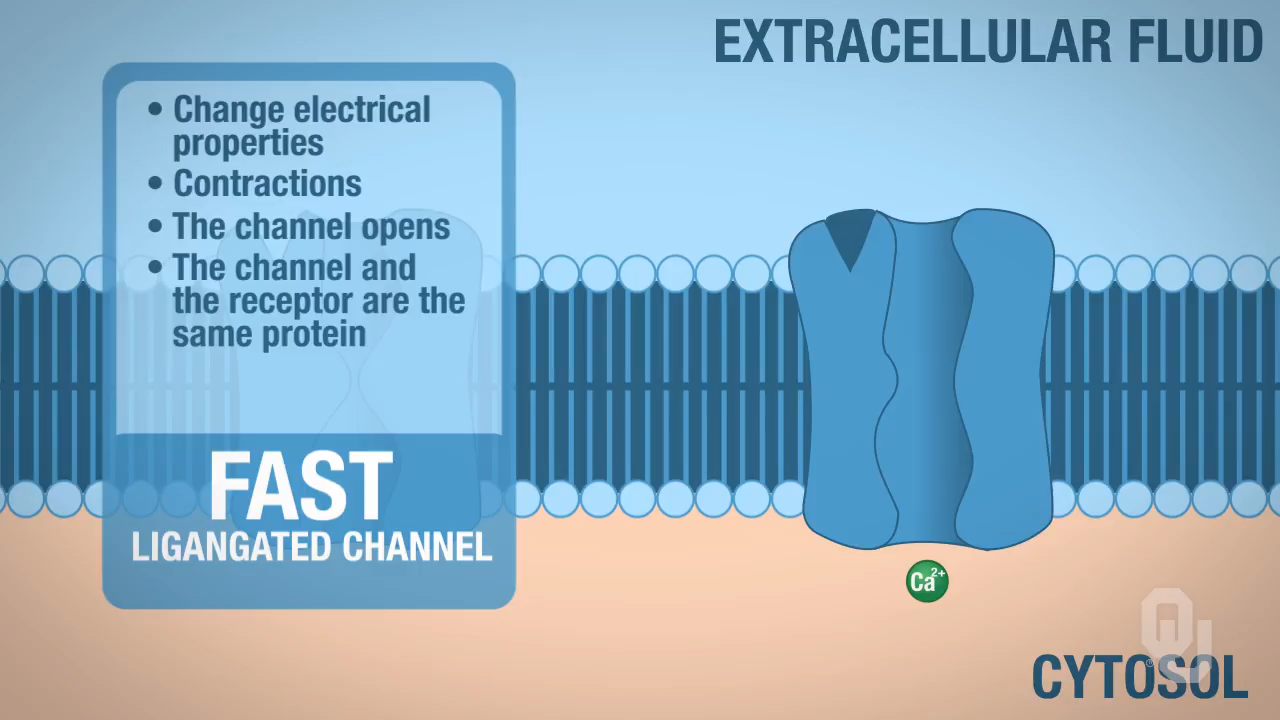 EXTRACELLULAR FLUID
• Change electrical
properties
• Contractions
• The channel opens
• The channel and
the receptor are the
same protein
FAST
LIGANGATED CHANNEL
Ca2+
CYTOSOL